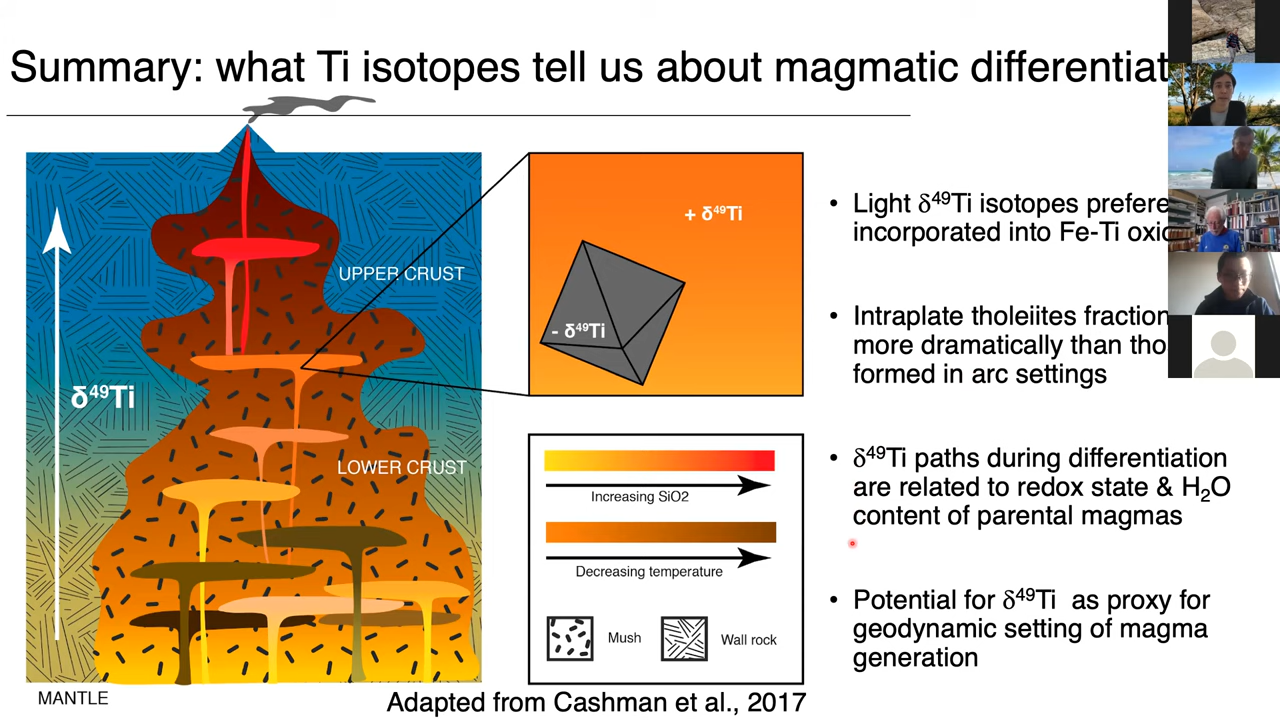 Summary: what Ti isotopes tell us about magmatic differentiat
UPPER CRUST
δ⁴⁹Ti
LOWER CRUST
MANTLE
+ δ⁴⁹Ti
- δ⁴⁹Ti
Increasing SiO2
Decreasing temperature
Mush
Wall rock
Adapted from Cashman et al., 2017
• Light δ⁴⁹Ti isotopes prefere
incorporated into Fe-Ti oxid
• Intraplate tholeiites fraction
more dramatically than tho
formed in arc settings
• δ⁴⁹Ti paths during differentiation
are related to redox state & H₂O
content of parental magmas
• Potential for δ⁴⁹Ti as proxy for
geodynamic setting of magma
generation